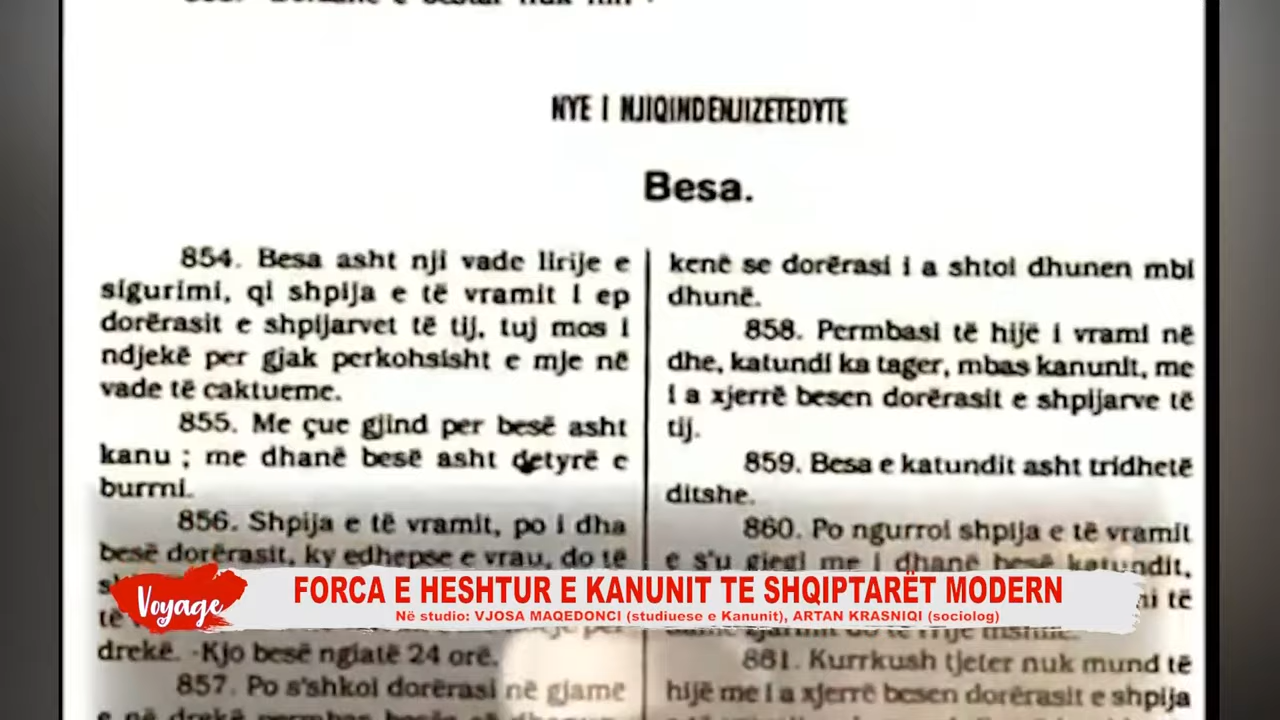 NYE I NJIQINDENJIZETEDYTE
Besa.
854. Besa asht nji vade lirije e
sigurimi, qi shpija e të vramit i ep
dorërasit e shpijarvet të tij, tuj mos i
ndjekë per gjak perkohsisht e mje në
vade të caktueme.
855. Me çue gjind per besë asht
kanu ; me dhanë besë asht detyrë e
burrni.
856. Shpija e të vramit, po i dha
besë dorërasit, ky edhepse e vrau, do të
drekë. -Kjo besë ngiatë 24 orë.
857. Po s'shkoi dorërasi në gjamë
kenë se dorërasi i a shtoi dhunen mbi
dhunë.
858. Permbasi të hijë i vrami në
dhe, katundi ka tager, mbas kanunit, me
i a xjerrë besen dorërasit e shpijarve të
tij.
859. Besa e katundit asht tridhetë
ditshe.
860. Po ngurroi shpija e të vramit
e s'u gjegj me i dhanë besë katundit,
861. Kurrkush tjeter nuk mund të
hijë me i a xjerrë besen dorërasit e shpija
Voyage
FORCA E HESHTUR E KANUNIT TE SHQIPTARËT MODERN
Në studio: VJOSA MAQEDONCI (studiuese e Kanunit), ARTAN KRASNIQI (sociolog)